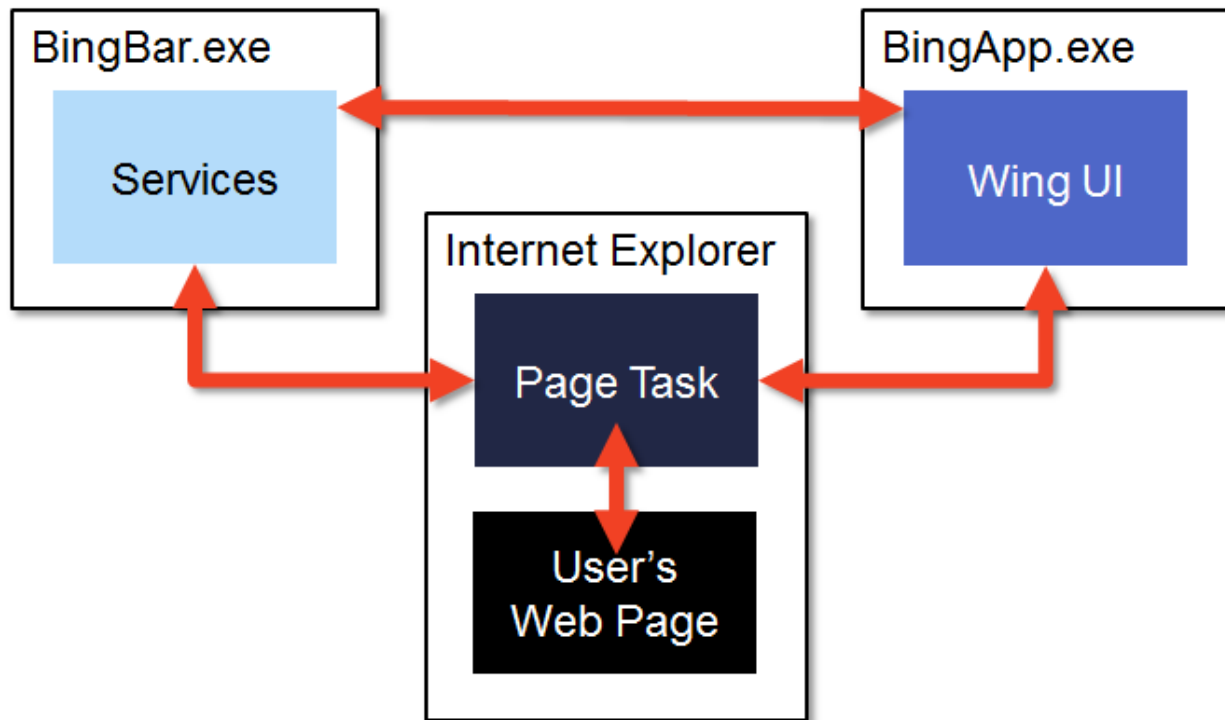 BingBar.exe
Services
BingApp.exe
Wing UI
Internet Explorer
Page Task
User’s
Web Page